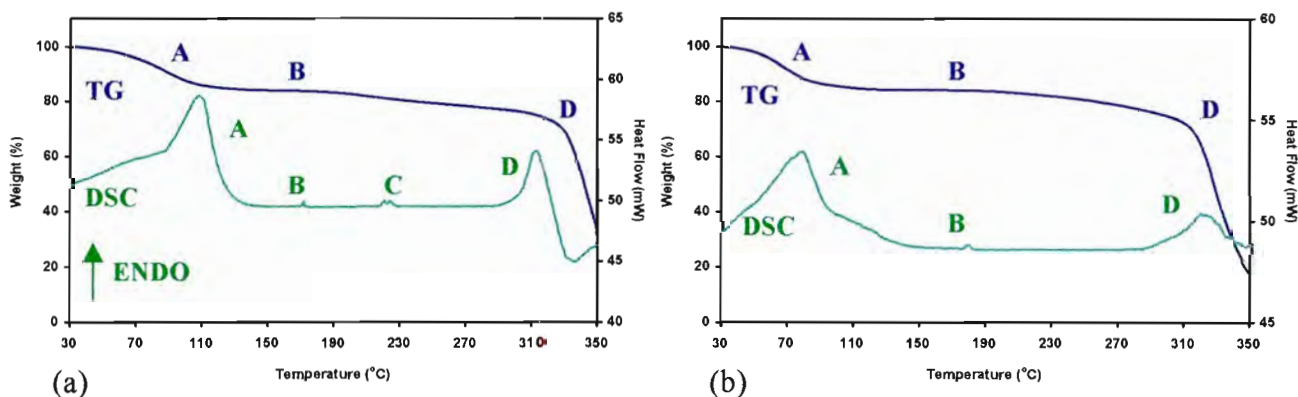 100
80
60
40
20
0
Weight (%)
65
60
55
50
45
40
Heat Flow (mW)
30 70 110 150 190 230 270 310 350
Temperature (°C)
A
B
D
TG
A
B
C
D
DSC
ENDO
(a)
100
80
60
40
20
0
Weight (%)
60
55
50
45
Heat Flow (mW)
30 70 110 150 190 230 270 310 350
Temperature (°C)
A
B
D
TG
A
B
D
DSC
(b)